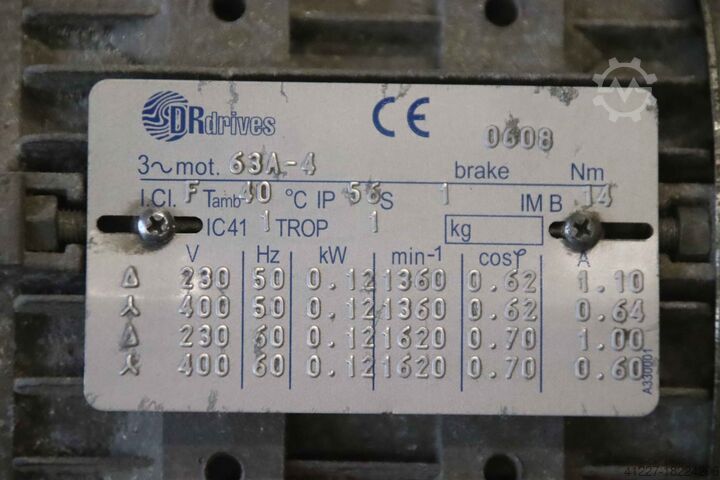 DRdrives CE 0608
3~mot. 63A-4 brake Nm
I.Cl. F Tamb 40 °C IP 56 S 1 IM B 14
IC41 1 TROP 1 kg
V Hz kW min-1 cosφ A
Δ 230 50 0.12 1360 0.62 1.10
⅄ 400 50 0.12 1360 0.62 0.64
Δ 230 60 0.12 1620 0.70 1.00
⅄ 400 60 0.12 1620 0.70 0.60
A330001